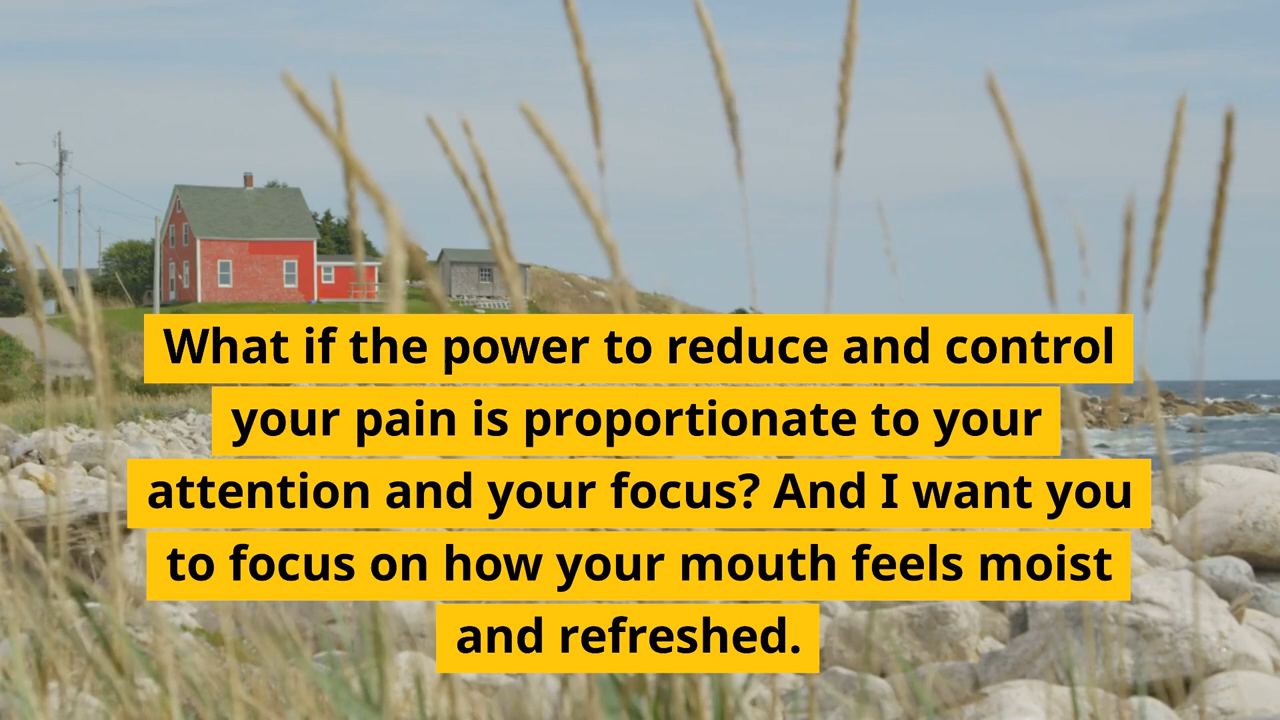 What if the power to reduce and control
your pain is proportionate to your
attention and your focus? And I want you
to focus on how your mouth feels moist
and refreshed.